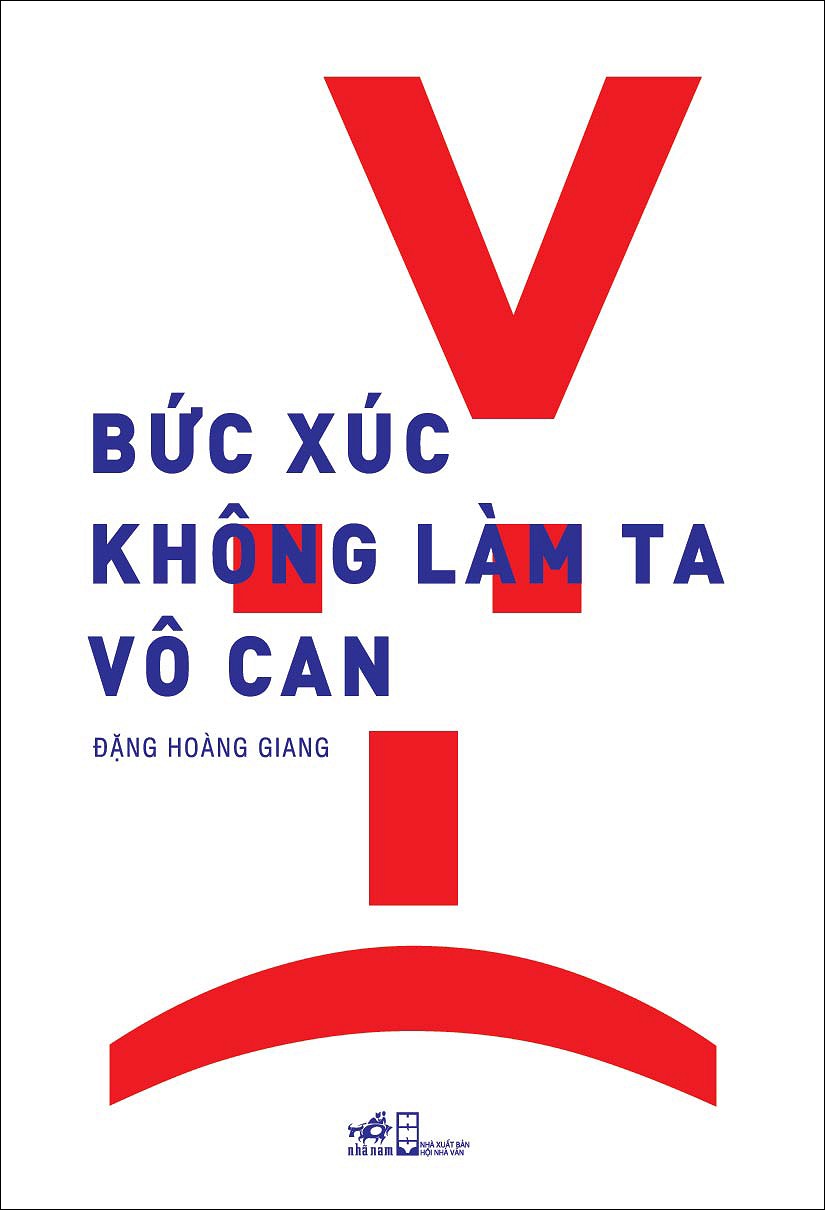 BỨC XÚC
KHÔNG LÀM TA
VÔ CAN
ĐẶNG HOÀNG GIANG
nhã nam
NHÀ XUẤT BẢN
HỘI NHÀ VĂN